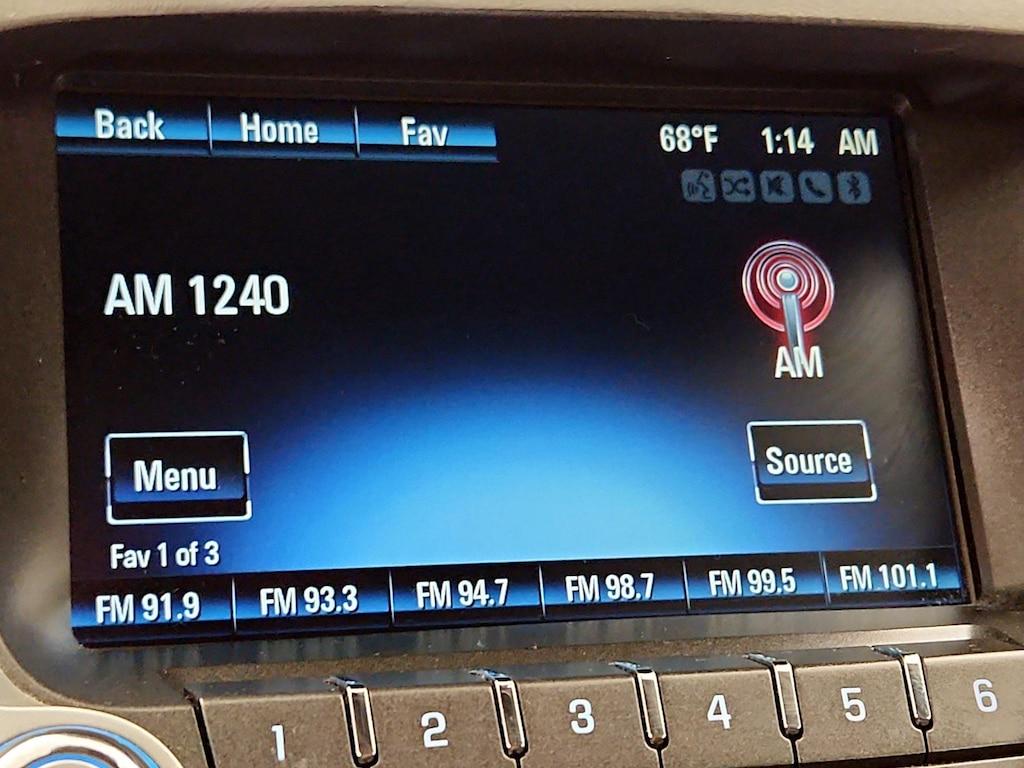 Back Home Fav 68°F 1:14 AM
AM 1240
AM
Menu Source
Fav 1 of 3
FM 91.9 FM 93.3 FM 94.7 FM 98.7 FM 99.5 FM 101.1
1 2 3 4 5 6